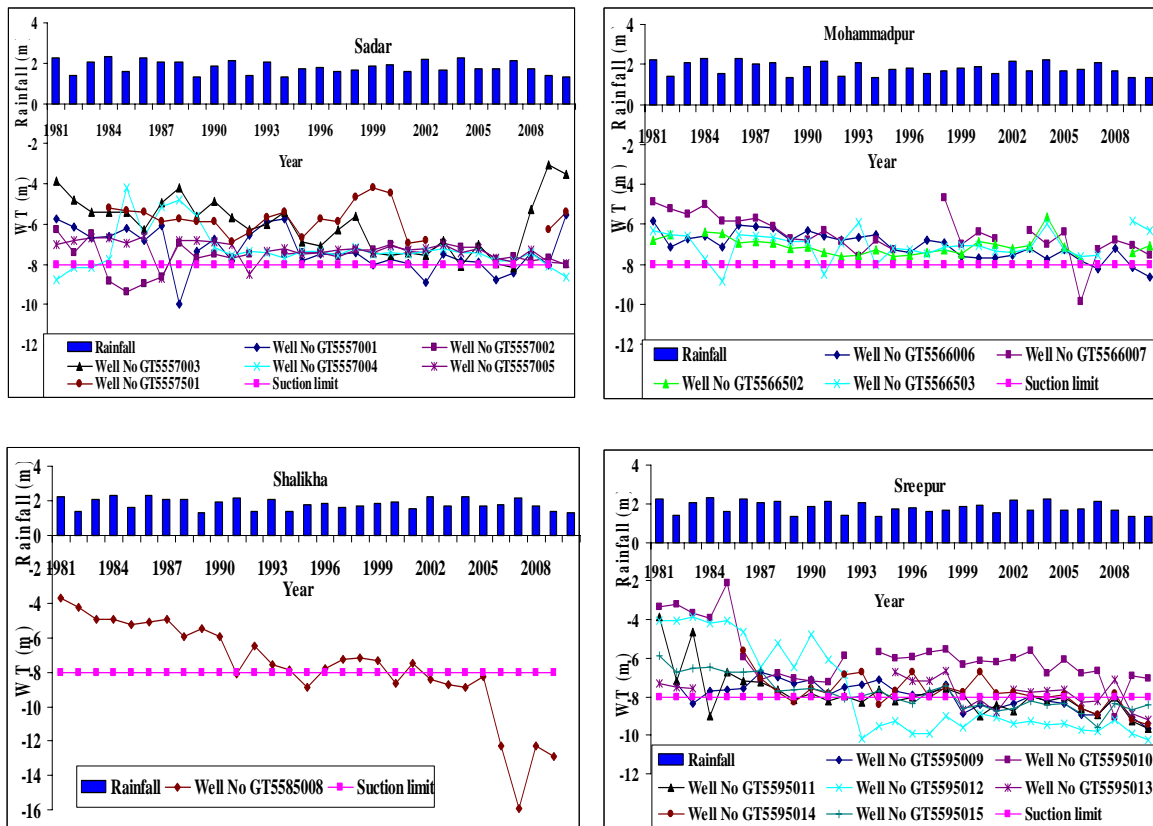 Sadar
Rainfall (m)
4
2
0
1981 1984 1987 1990 1993 1996 1999 2002 2005 2008
-2
Year
WT (m)
-4
-6
-8
-10
-12
Rainfall Well No GT5557001 Well No GT5557002
Well No GT5557003 Well No GT5557004 Well No GT5557005
Well No GT5557501 Suction limit
Mohammadpur
Rainfall (m)
4
2
0
1981 1984 1987 1990 1993 1996 1999 2002 2005 2008
-2
Year
WT (m)
-4
-6
-8
-10
-12
Rainfall Well No GT5566006 Well No GT5566007
Well No GT5566502 Well No GT5566503 Suction limit
Shalikha
Rainfall (m)
4
2
0
1981 1984 1987 1990 1993 1996 1999 2002 2005 2008
-2
Year
WT (m)
-4
-6
-8
-10
-12
-14
-16
Rainfall Well No GT5585008 Suction limit
Sreepur
Rainfall (m)
4
2
0
1981 1984 1987 1990 1993 1996 1999 2002 2005 2008
-2
Year
WT (m)
-4
-6
-8
-10
-12
Rainfall Well No GT5595009 Well No GT5595010
Well No GT5595011 Well No GT5595012 Well No GT5595013
Well No GT5595014 Well No GT5595015 Suction limit